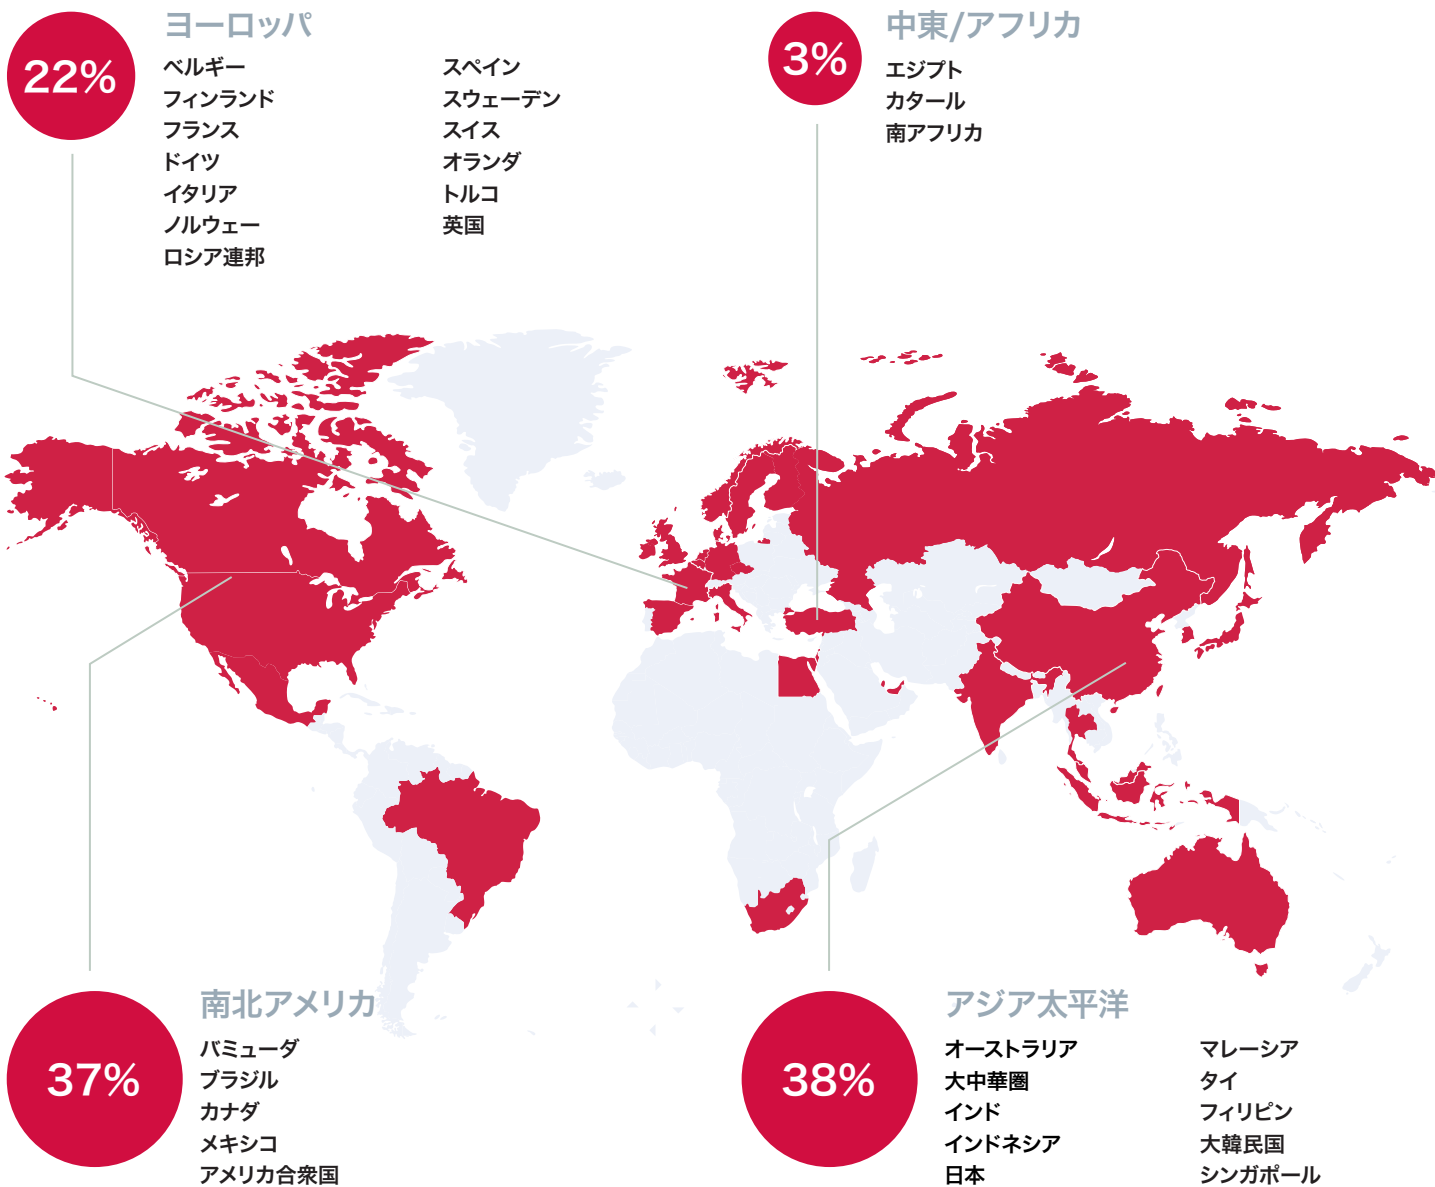 22%
ヨーロッパ
ベルギー
フィンランド
フランス
ドイツ
イタリア
ノルウェー
ロシア連邦
スペイン
スウェーデン
スイス
オランダ
トルコ
英国
3%
中東/アフリカ
エジプト
カタール
南アフリカ
37%
南北アメリカ
バミューダ
ブラジル
カナダ
メキシコ
アメリカ合衆国
38%
アジア太平洋
オーストラリア
大中華圏
インド
インドネシア
日本
マレーシア
タイ
フィリピン
大韓民国
シンガポール